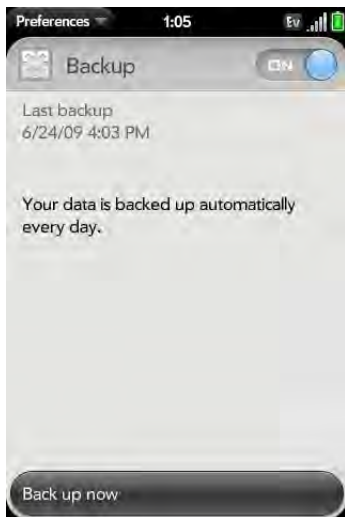 Preferences 1:05 Ev
Backup ON
Last backup
6/24/09 4:03 PM
Your data is backed up automatically
every day.
Back up now